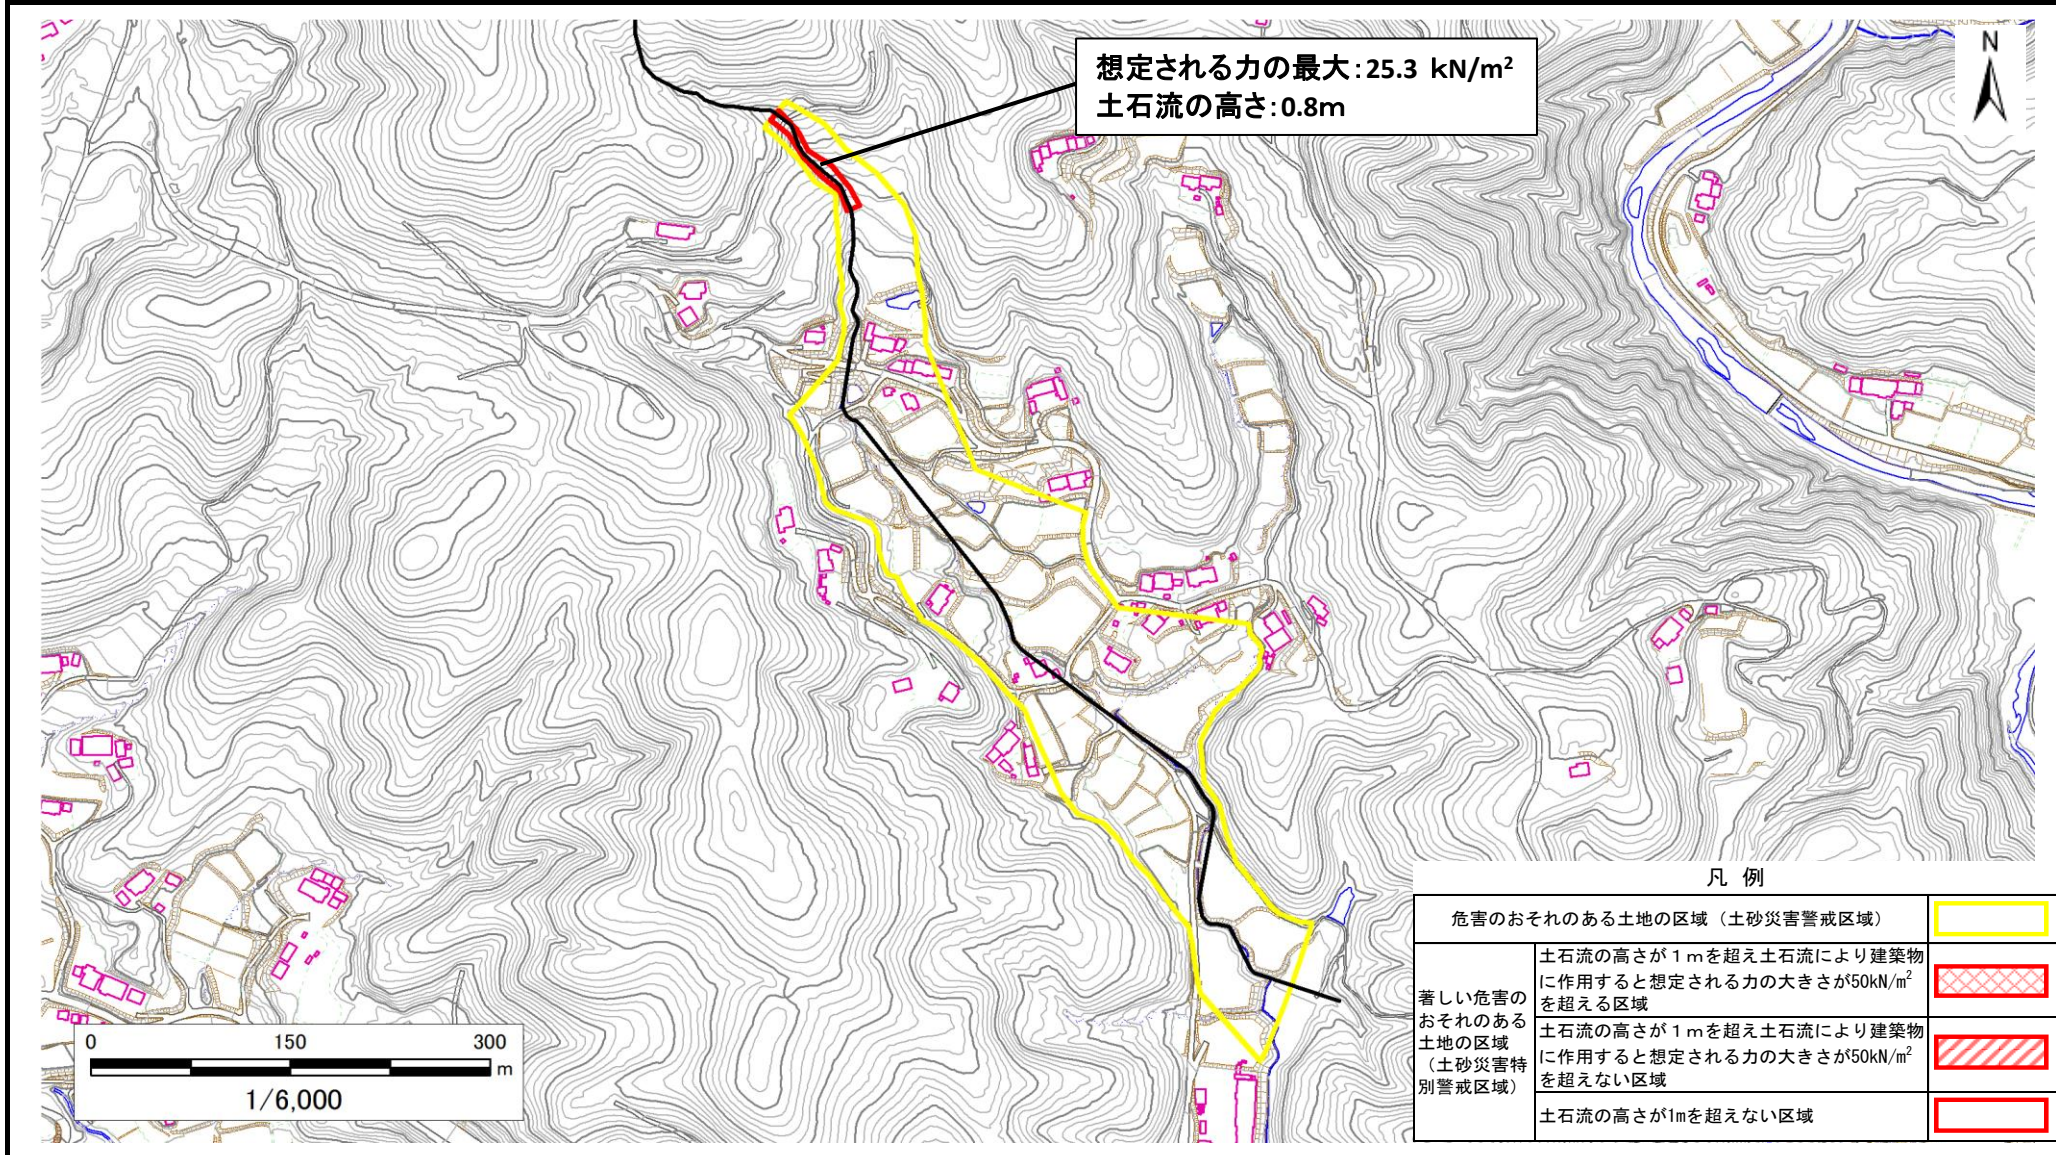 想定される力の最大:25.3 kN/m²
土石流の高さ:0.8m
N
凡 例
危害のおそれのある土地の区域（土砂災害警戒区域）
著しい危害の
おそれのある
土地の区域
（土砂災害特
別警戒区域）
土石流の高さが１ｍを超え土石流により建築物
に作用すると想定される力の大きさが50kN/m²
を超える区域
土石流の高さが１ｍを超え土石流により建築物
に作用すると想定される力の大きさが50kN/m²
を超えない区域
土石流の高さが1mを超えない区域
0 150 300
m
1/6,000